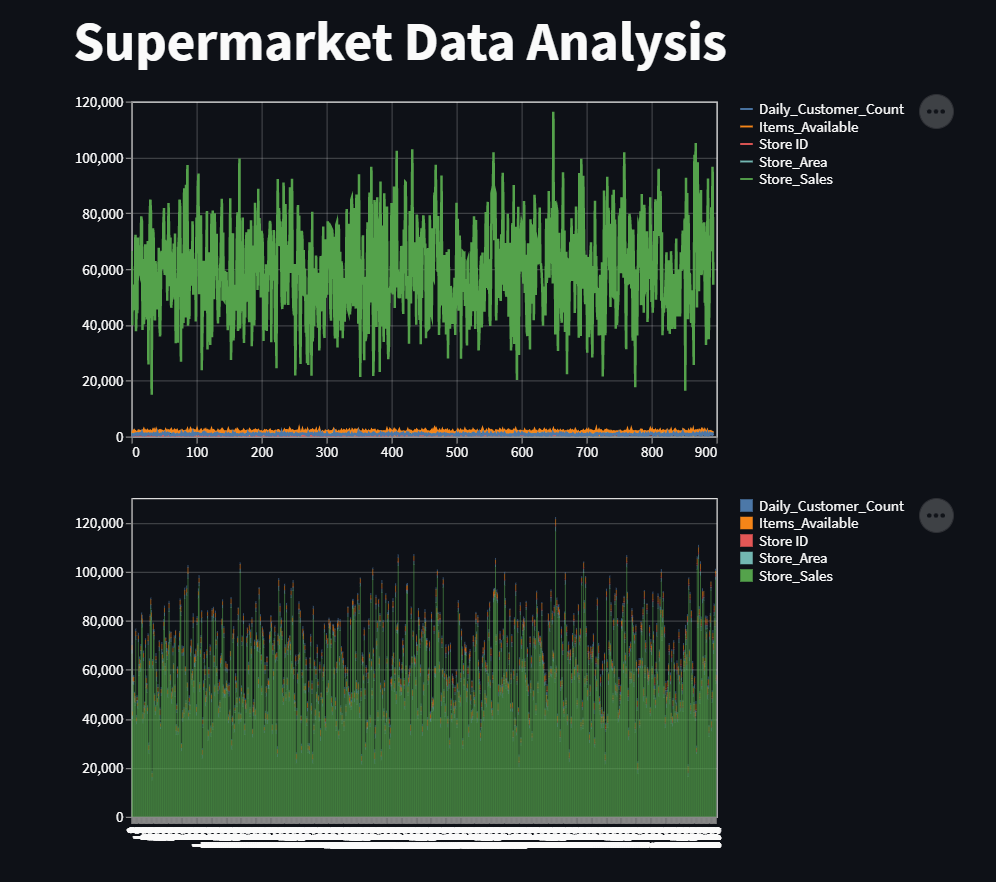 Supermarket Data Analysis
120,000
100,000
80,000
60,000
40,000
20,000
0
0 100 200 300 400 500 600 700 800 900
Daily_Customer_Count
Items_Available
Store ID
Store_Area
Store_Sales
120,000
100,000
80,000
60,000
40,000
20,000
0
Daily_Customer_Count
Items_Available
Store ID
Store_Area
Store_Sales